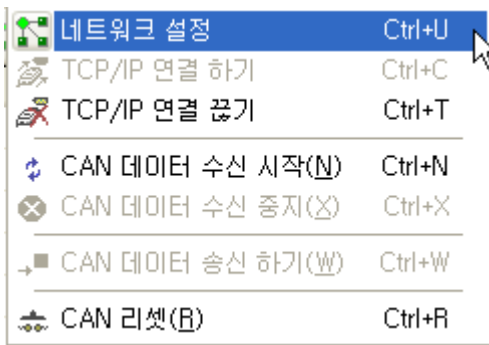 네트워크 설정 Ctrl+U
TCP/IP 연결 하기 Ctrl+C
TCP/IP 연결 끊기 Ctrl+T
CAN 데이터 수신 시작(N) Ctrl+N
CAN 데이터 수신 중지(X) Ctrl+X
CAN 데이터 송신 하기(W) Ctrl+W
CAN 리셋(R) Ctrl+R